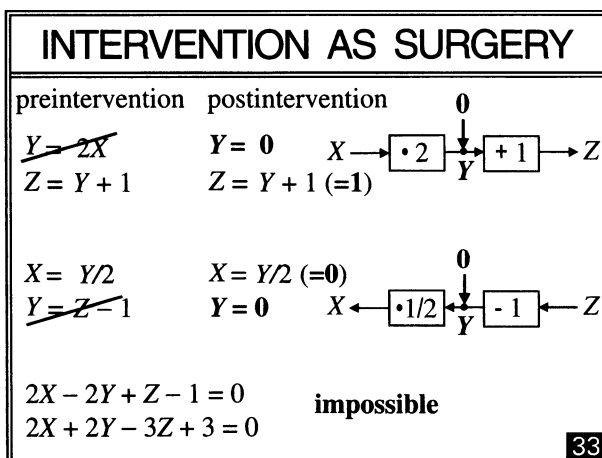 INTERVENTION AS SURGERY
preintervention postintervention
Y = 2X Y = 0
Z = Y + 1 Z = Y + 1 (=1)
0
X • 2 Y + 1 Z
X = Y/2 X = Y/2 (=0)
Y = Z – 1 Y = 0
0
X •1/2 Y - 1 Z
2X – 2Y + Z – 1 = 0
2X + 2Y – 3Z + 3 = 0
impossible
33